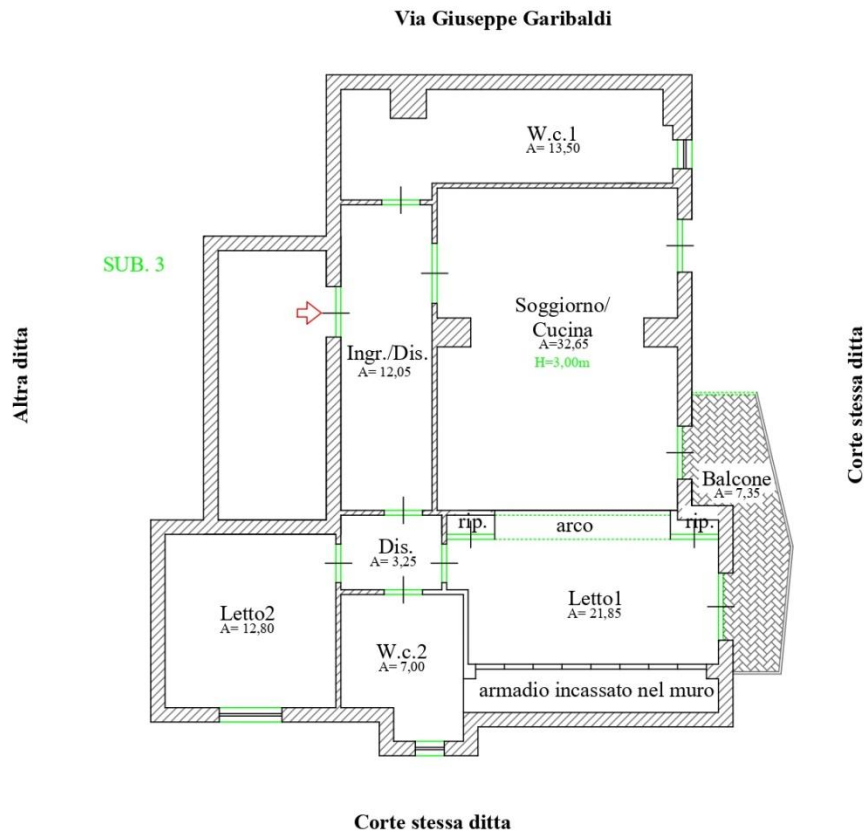 Via Giuseppe Garibaldi
W.c.1
A= 13,50
SUB. 3
Soggiorno/
Cucina
A=32,65
H=3,00m
Ingr./Dis.
A= 12,05
Altra ditta
Corte stessa ditta
Balcone
A= 7,35
rip.
arco
rip.
Dis.
A= 3,25
Letto2
A= 12,80
Letto1
A= 21,85
W.c.2
A= 7,00
armadio incassato nel muro
Corte stessa ditta